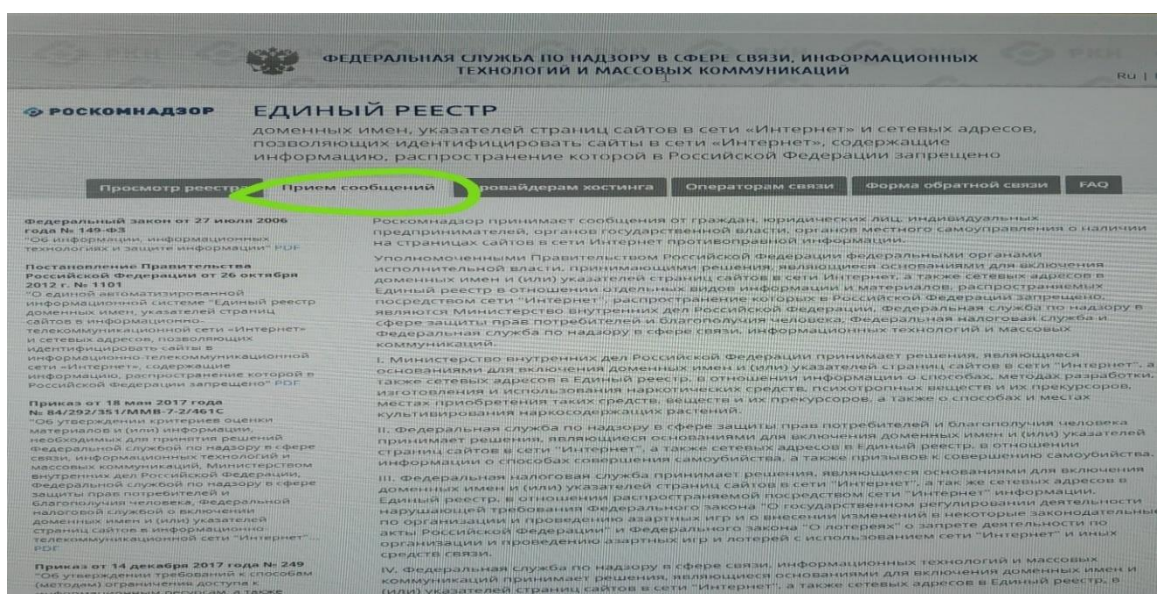 ФЕДЕРАЛЬНАЯ СЛУЖБА ПО НАДЗОРУ В СФЕРЕ СВЯЗИ, ИНФОРМАЦИОННЫХ
ТЕХНОЛОГИЙ И МАССОВЫХ КОММУНИКАЦИЙ
Ru |
РОСКОМНАДЗОР
ЕДИНЫЙ РЕЕСТР
доменных имен, указателей страниц сайтов в сети «Интернет» и сетевых адресов,
позволяющих идентифицировать сайты в сети «Интернет», содержащие
информацию, распространение которой в Российской Федерации запрещено
Просмотр реестра Прием сообщений ровайдерам хостинга Операторам связи Форма обратной связи FAQ
Федеральный закон от 27 июля 2006
года № 149-ФЗ
"Об информации, информационных
технологиях и защите информации" PDF
Постановление Правительства
Российской Федерации от 26 октября
2012 г. № 1101
"О единой автоматизированной
информационной системе "Единый реестр
доменных имен, указателей страниц
сайтов в информационно-
телекоммуникационной сети «Интернет»
и сетевых адресов, позволяющих
идентифицировать сайты в
информационно-телекоммуникационной
сети «Интернет», содержащие
информацию, распространение которой в
Российской Федерации запрещено" PDF
Приказ от 18 мая 2017 года
№ 84/292/351/ММВ-7-2/461С
"Об утверждении критериев оценки
материалов и (или) информации,
необходимых для принятия решений
Федеральной службой по надзору в сфере
связи, информационных технологий и
массовых коммуникаций, Министерством
внутренних дел Российской Федерации,
Федеральной службой по надзору в сфере
защиты прав потребителей и
благополучия человека, Федеральной
налоговой службой о включении
доменных имен и (или) указателей
страниц сайтов в информационно-
телекоммуникационной сети "Интернет"...
PDF
Приказ от 14 декабря 2017 года № 249
"Об утверждении требований к способам
(методам) ограничения доступа к
информационным ресурсам, а также
Роскомнадзор принимает сообщения от граждан, юридических лиц, индивидуальных
предпринимателей, органов государственной власти, органов местного самоуправления о наличии
на страницах сайтов в сети Интернет противоправной информации.
Уполномоченными Правительством Российской Федерации федеральными органами
исполнительной власти, принимающими решения, являющиеся основаниями для включения
доменных имен и (или) указателей страниц сайтов в сети Интернет, а также сетевых адресов в
Единый реестр в отношении отдельных видов информации и материалов, распространяемых
посредством сети "Интернет", распространение которых в Российской Федерации запрещено,
являются Министерство внутренних дел Российской Федерации, Федеральная служба по надзору в
сфере защиты прав потребителей и благополучия человека, Федеральная налоговая служба и
Федеральная служба по надзору в сфере связи, информационных технологий и массовых
коммуникаций.
I. Министерство внутренних дел Российской Федерации принимает решения, являющиеся
основаниями для включения доменных имен и (или) указателей страниц сайтов в сети "Интернет", а
также сетевых адресов в Единый реестр, в отношении информации о способах, методах разработки,
изготовления и использования наркотических средств, психотропных веществ и их прекурсоров,
местах приобретения таких средств, веществ и их прекурсоров, а также о способах и местах
культивирования наркосодержащих растений.
II. Федеральная служба по надзору в сфере защиты прав потребителей и благополучия человека
принимает решения, являющиеся основаниями для включения доменных имен и (или) указателей
страниц сайтов в сети "Интернет", а также сетевых адресов в Единый реестр, в отношении
информации о способах совершения самоубийства, а также призывов к совершению самоубийства.
III. Федеральная налоговая служба принимает решения, являющиеся основаниями для включения
доменных имен и (или) указателей страниц сайтов в сети "Интернет", а так же сетевых адресов в
Единый реестр, в отношении распространяемой посредством сети "Интернет" информации,
нарушающей требования Федерального закона "О государственном регулировании деятельности
по организации и проведению азартных игр и о внесении изменений в некоторые законодательные
акты Российской Федерации" и Федерального закона "О лотереях" о запрете деятельности по
организации и проведению азартных игр и лотерей с использованием сети "Интернет" и иных
средств связи.
IV. Федеральная служба по надзору в сфере связи, информационных технологий и массовых
коммуникаций принимает решения, являющиеся основаниями для включения доменных имен и
(или) указателей страниц сайтов в сети "Интернет", а также сетевых адресов в Единый реестр, в